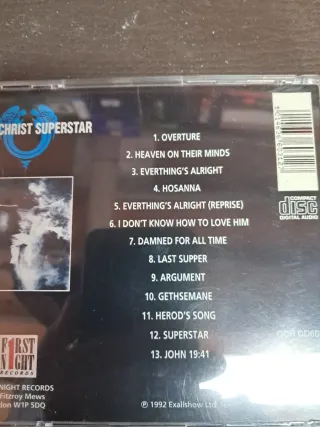 CHRIST SUPERSTAR
1. OVERTURE
2. HEAVEN ON THEIR MINDS
3. EVERYTHING'S ALRIGHT
4. HOSANNA
5. EVERTHING'S ALRIGHT (REPRISE)
6. I DON'T KNOW HOW TO LOVE HIM
7. DAMNED FOR ALL TIME
8. LAST SUPPER
9. ARGUMENT
10. GETHSEMANE
11. HEROD'S SONG
12. SUPERSTAR
13. JOHN 19:41
COMPACT
disc
DIGITAL AUDIO
F1RST
NIGHT
RECORDS
NIGHT RECORDS
Fitzroy Mews
don W1P 5DQ
℗ 1992 Exallshow Ltd